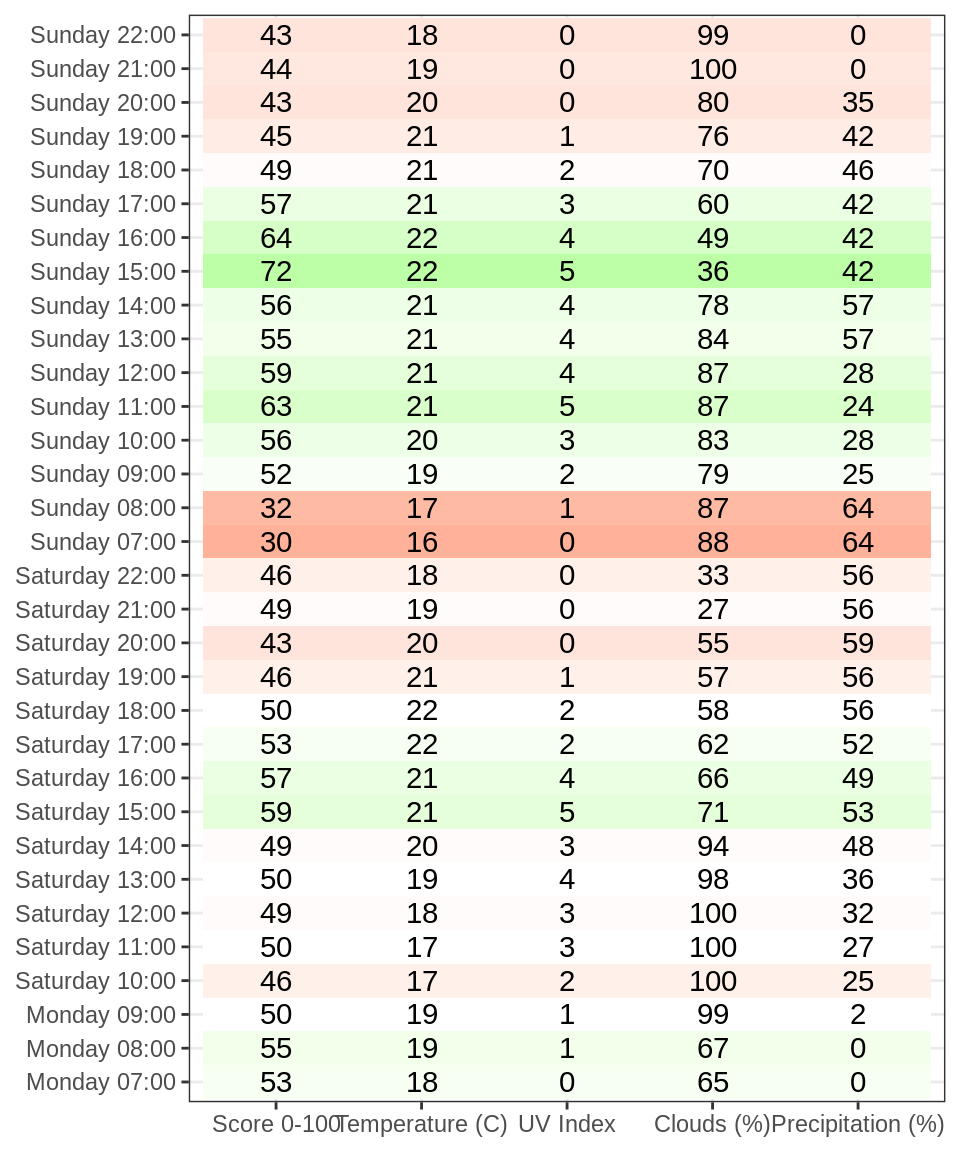 Sunday 22:00 43 18 0 99 0
Sunday 21:00 44 19 0 100 0
Sunday 20:00 43 20 0 80 35
Sunday 19:00 45 21 1 76 42
Sunday 18:00 49 21 2 70 46
Sunday 17:00 57 21 3 60 42
Sunday 16:00 64 22 4 49 42
Sunday 15:00 72 22 5 36 42
Sunday 14:00 56 21 4 78 57
Sunday 13:00 55 21 4 84 57
Sunday 12:00 59 21 4 87 28
Sunday 11:00 63 21 5 87 24
Sunday 10:00 56 20 3 83 28
Sunday 09:00 52 19 2 79 25
Sunday 08:00 32 17 1 87 64
Sunday 07:00 30 16 0 88 64
Saturday 22:00 46 18 0 33 56
Saturday 21:00 49 19 0 27 56
Saturday 20:00 43 20 0 55 59
Saturday 19:00 46 21 1 57 56
Saturday 18:00 50 22 2 58 56
Saturday 17:00 53 22 2 62 52
Saturday 16:00 57 21 4 66 49
Saturday 15:00 59 21 5 71 53
Saturday 14:00 49 20 3 94 48
Saturday 13:00 50 19 4 98 36
Saturday 12:00 49 18 3 100 32
Saturday 11:00 50 17 3 100 27
Saturday 10:00 46 17 2 100 25
Monday 09:00 50 19 1 99 2
Monday 08:00 55 19 1 67 0
Monday 07:00 53 18 0 65 0
Score 0-100 Temperature (C) UV Index Clouds (%) Precipitation (%)